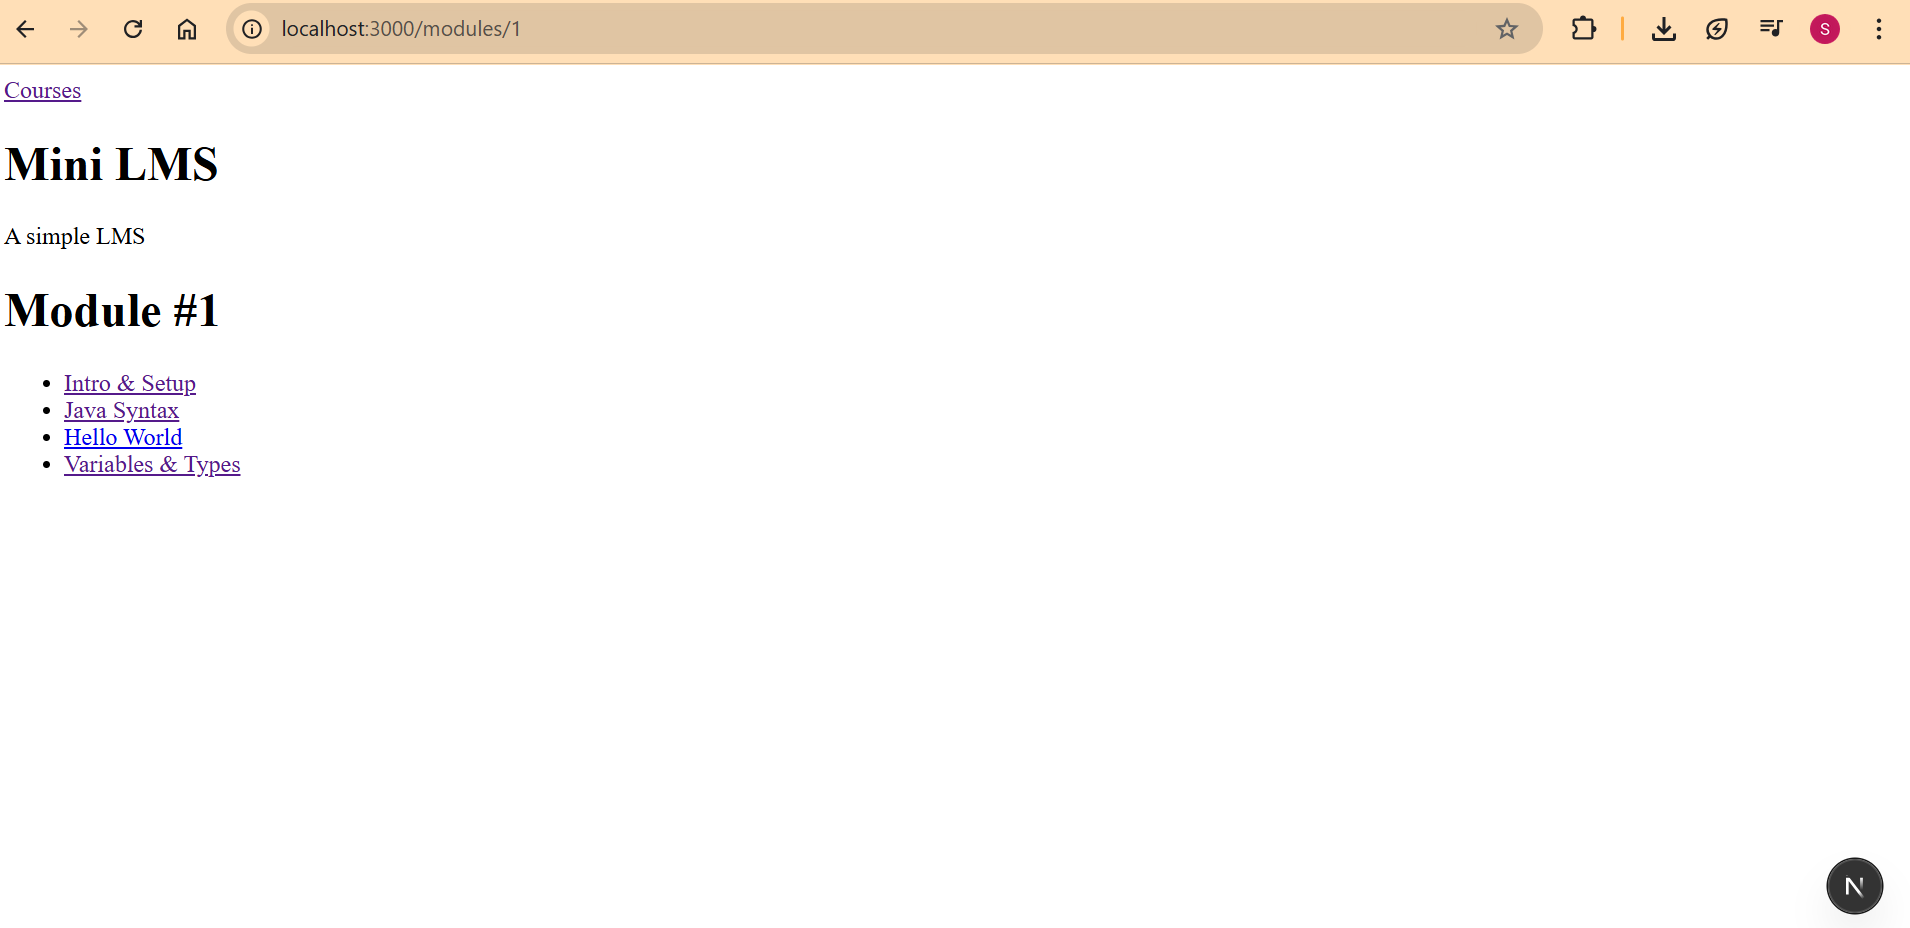 localhost:3000/modules/1
S
Courses
Mini LMS
A simple LMS
Module #1
Intro & Setup
Java Syntax
Hello World
Variables & Types
N